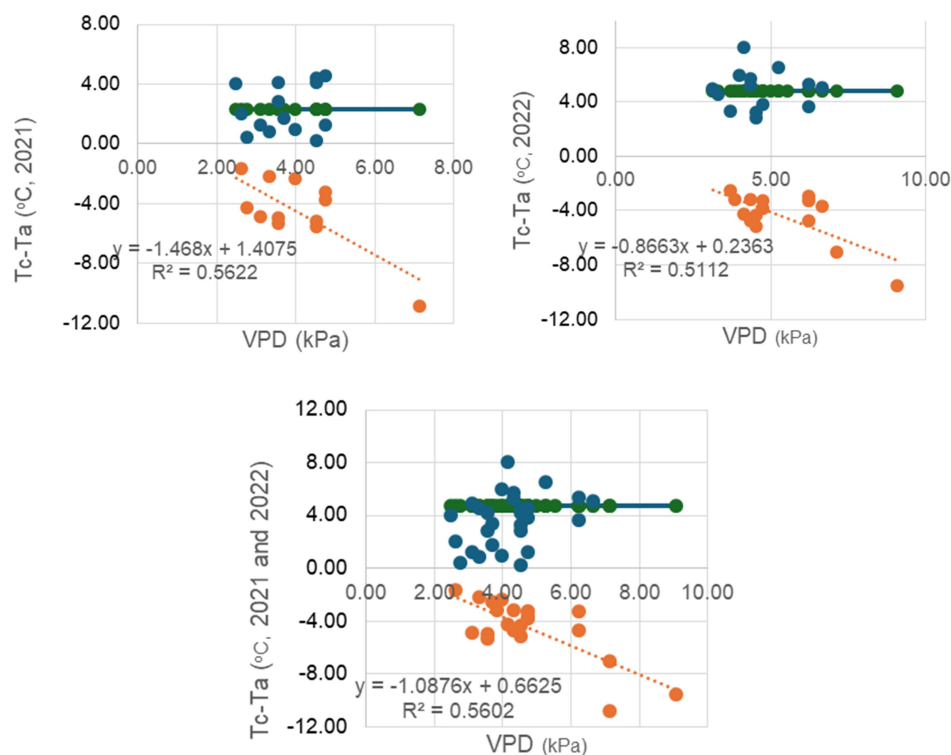 Tc-Ta (ºC, 2021)
8.00
4.00
0.00
-4.00
-8.00
-12.00
2.00 4.00 6.00 8.00
y = -1.468x + 1.4075
R² = 0.5622
VPD (kPa)
Tc-Ta (ºC, 2022)
8.00
4.00
0.00
-4.00
-8.00
-12.00
0.00 5.00 10.00
y = -0.8663x + 0.2363
R² = 0.5112
VPD (kPa)
Tc-Ta (ºC, 2021 and 2022)
12.00
8.00
4.00
0.00
-4.00
-8.00
-12.00
0.00 2.00 4.00 6.00 8.00 10.00
y = -1.0876x + 0.6625
R² = 0.5602
VPD (kPa)